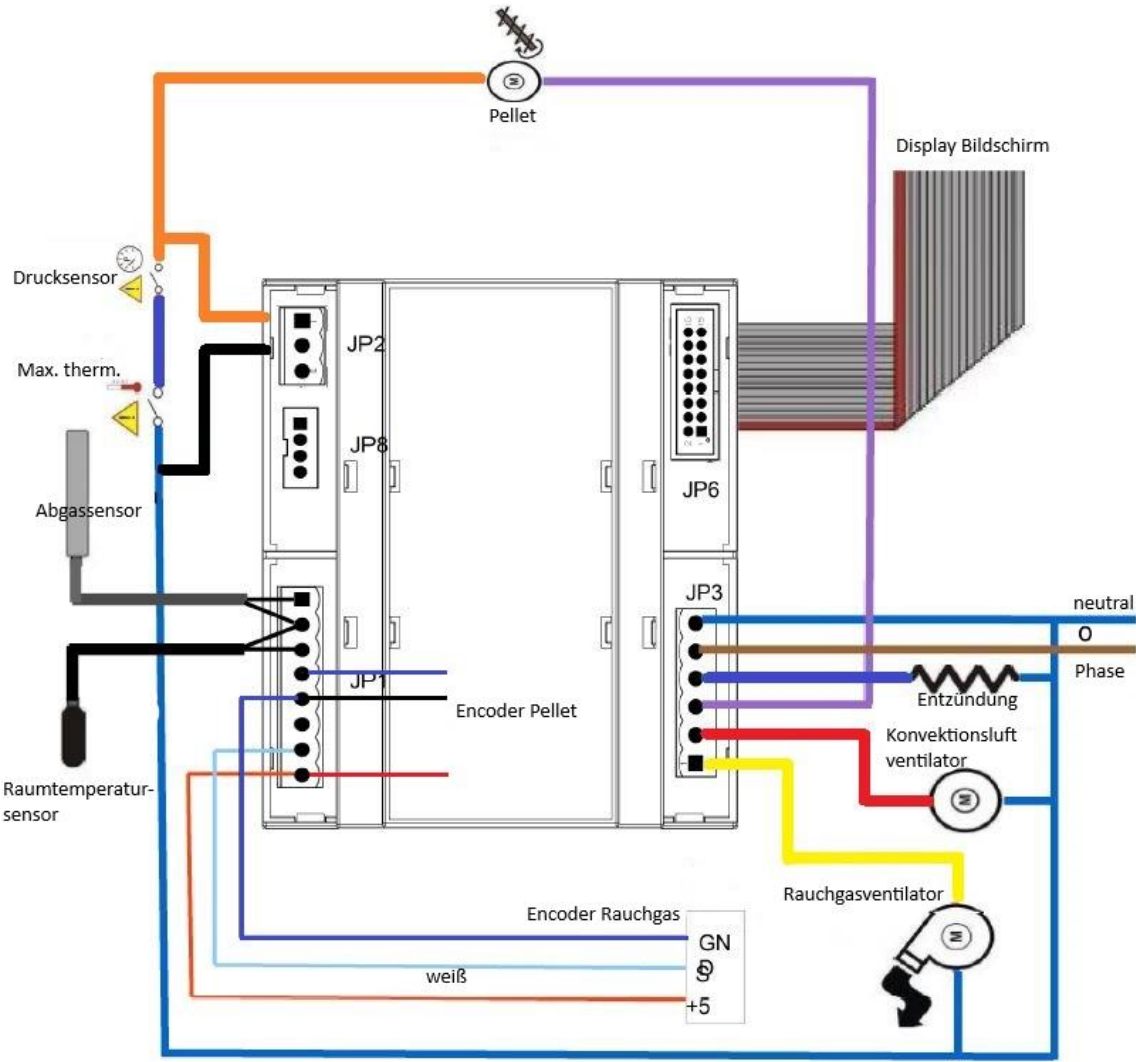 Pellet
Display Bildschirm
Drucksensor
JP2
Max. therm.
JP8
JP6
Abgassensor
JP3
neutral
O
Phase
JP1
Encoder Pellet
Entzündung
Konvektionsluft
ventilator
Raumtemperatur-
sensor
Rauchgasventilator
Encoder Rauchgas
GN
D
S
weiß
+5
M
M
M